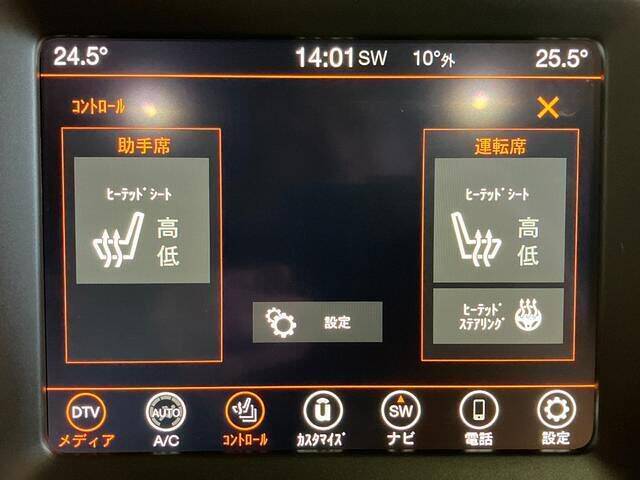 24.5° 14:01 SW 10°外 25.5°
ｺﾝﾄﾛｰﾙ ×
助手席
ﾋｰﾃｯﾄﾞｼｰﾄ
高
低
運転席
ﾋｰﾃｯﾄﾞｼｰﾄ
高
低
設定
ﾋｰﾃｯﾄﾞ
ｽﾃｱﾘﾝｸﾞ
DTV AUTO SW
メディア A/C ｺﾝﾄﾛｰﾙ ｶｽﾀﾏｲｽﾞ ナビ 電話 設定